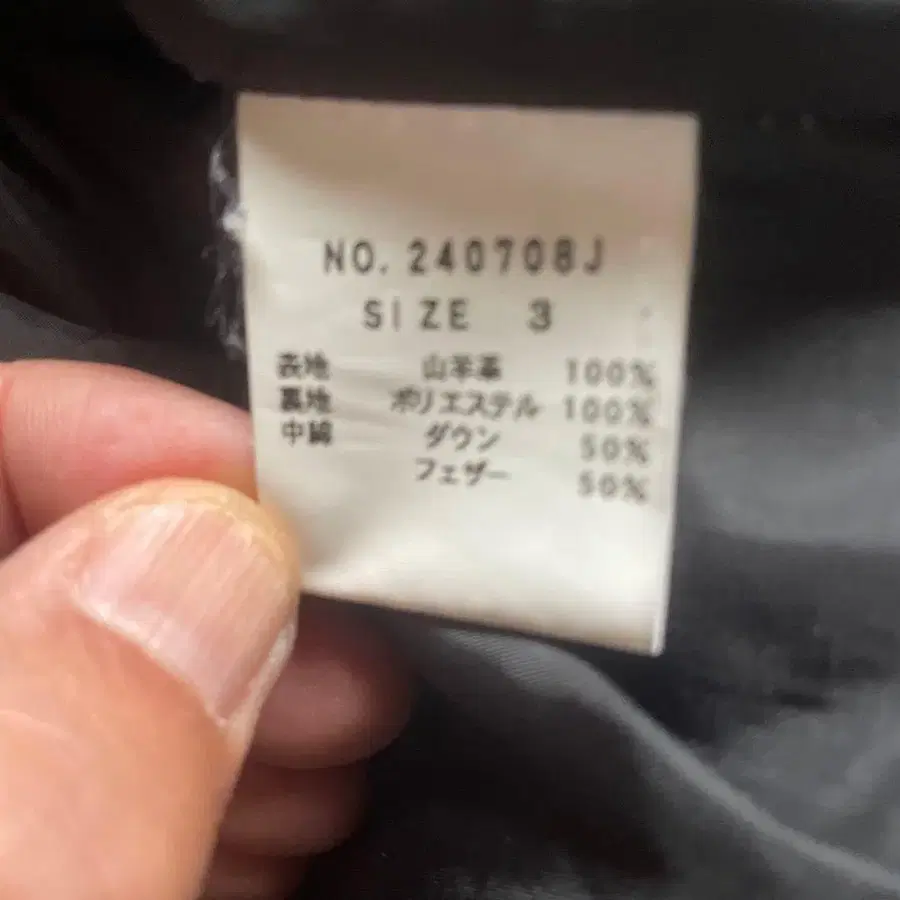 NO. 240708J
SIZE 3
表地 山羊革 100%
裏地 ポリエステル 100%
中綿 ダウン 50%
フェザー 50%